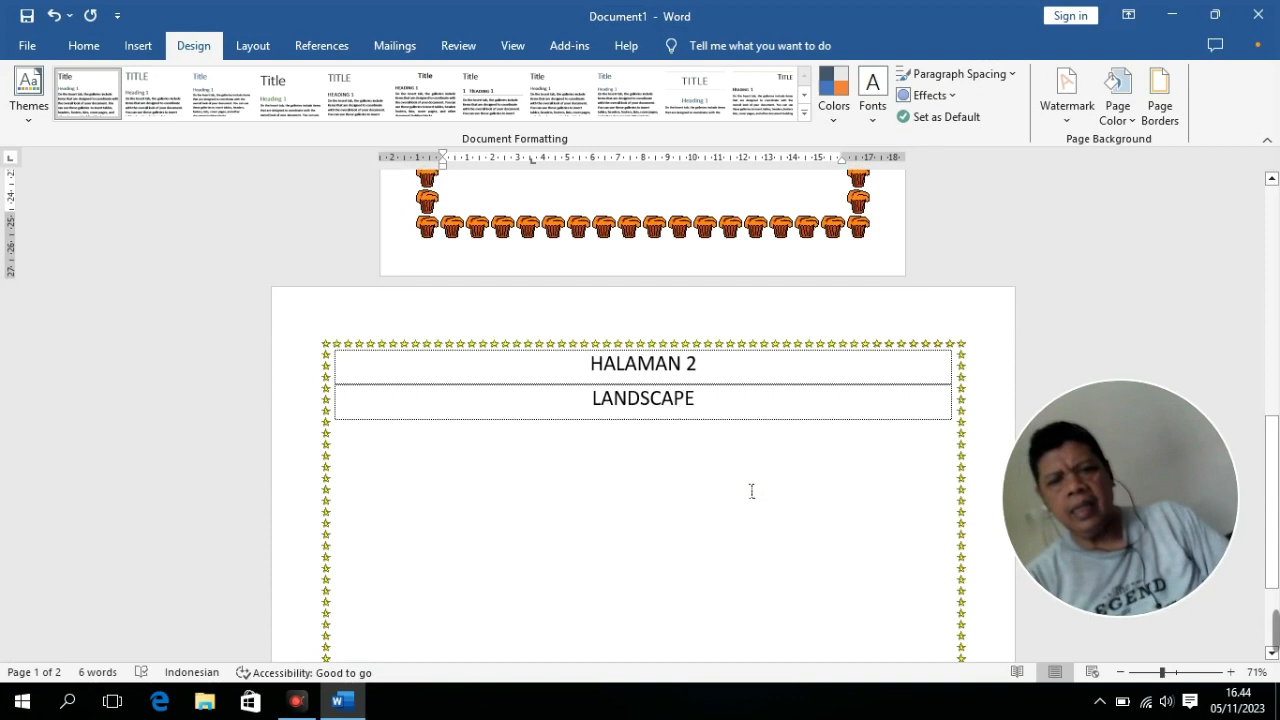 Document1 - Word
Sign in
File Home Insert Design Layout References Mailings Review View Add-ins Help Tell me what you want to do
Themes
Colors
Fonts
Paragraph Spacing
Effects
Set as Default
Watermark
Page Color
Page Borders
Document Formatting
Page Background
HALAMAN 2
LANDSCAPE
LEGEND
Page 1 of 2 6 words Indonesian Accessibility: Good to go 71%
16.44
05/11/2023